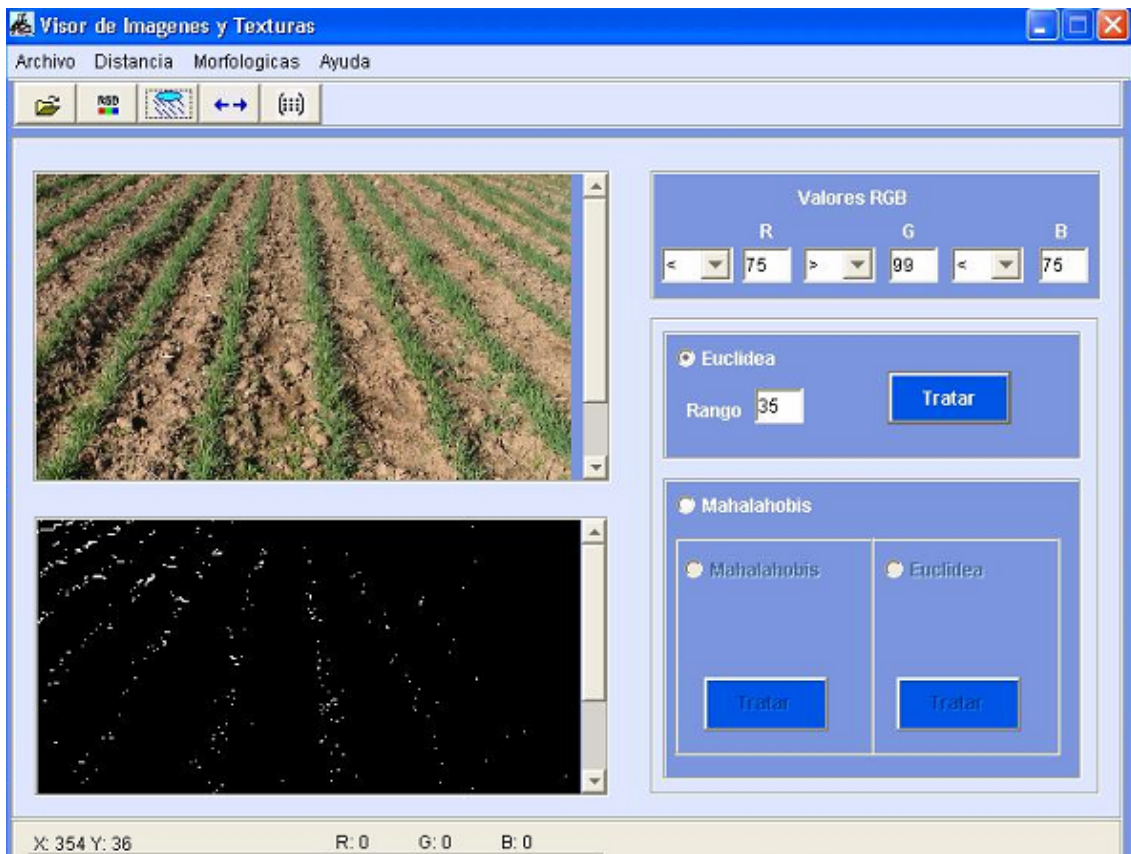 Visor de Imagenes y Texturas
Archivo Distancia Morfologicas Ayuda
Valores RGB
R G B
< 75 > 99 < 75
Euclidea
Rango 35
Tratar
Mahalahobis
Mahalahobis Euclidea
Tratar Tratar
X: 354 Y: 36 R: 0 G: 0 B: 0